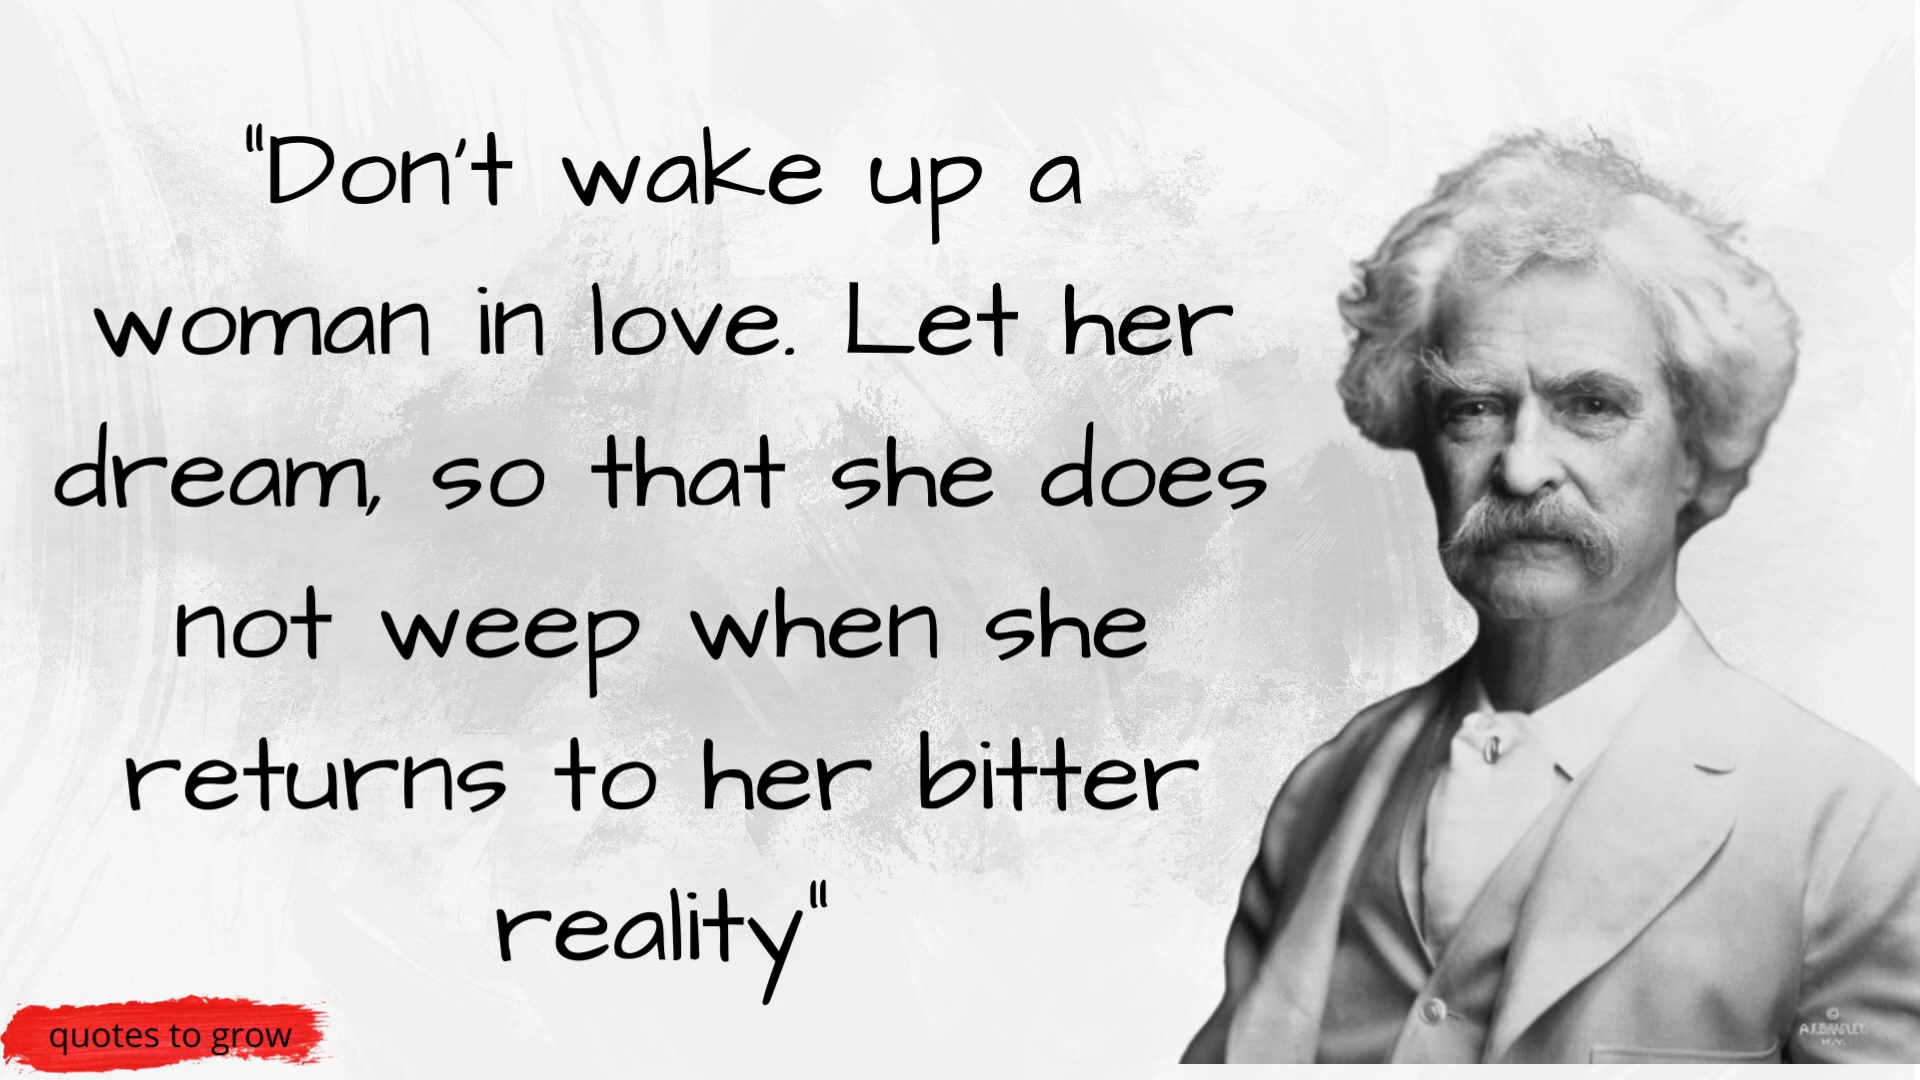 "Don't wake up a
woman in love. Let her
dream, so that she does
not weep when she
returns to her bitter
reality"
quotes to grow
©
A.F.BRADLEY.
N.Y.